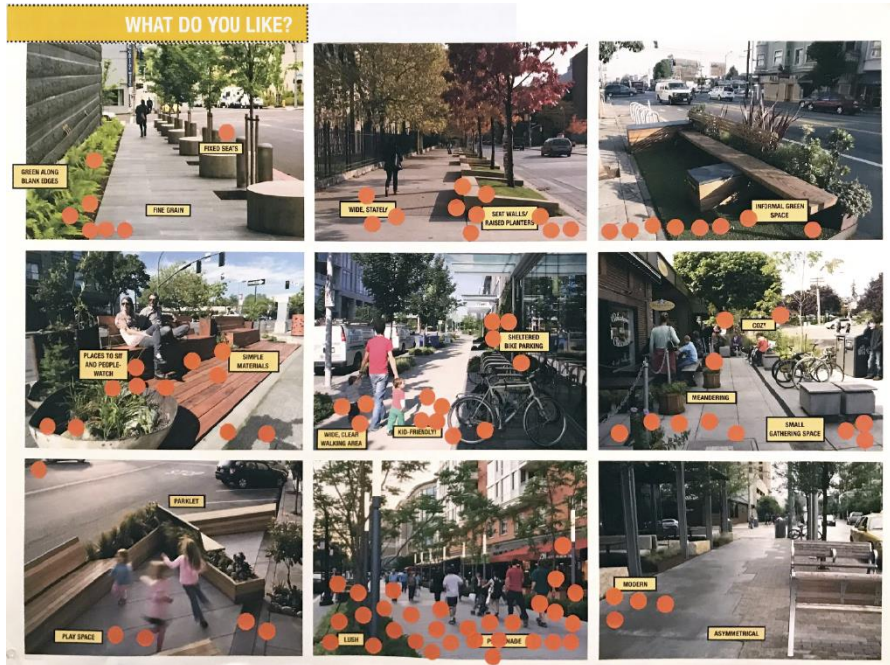 WHAT DO YOU LIKE?
GREEN ALONG
BLANK EDGES
FIXED SEATS
FINE GRAIN
WIDE, STATELY
SEAT WALLS/
RAISED PLANTERS
INFORMAL GREEN
SPACE
PLACES TO SIT
AND PEOPLE-
WATCH
SIMPLE
MATERIALS
SHELTERED
BIKE PARKING
WIDE, CLEAR
WALKING AREA
KID-FRIENDLY!
COZY
MEANDERING
SMALL
GATHERING SPACE
PARKLET
PLAY SPACE
LUSH
MODERN
ASYMMETRICAL